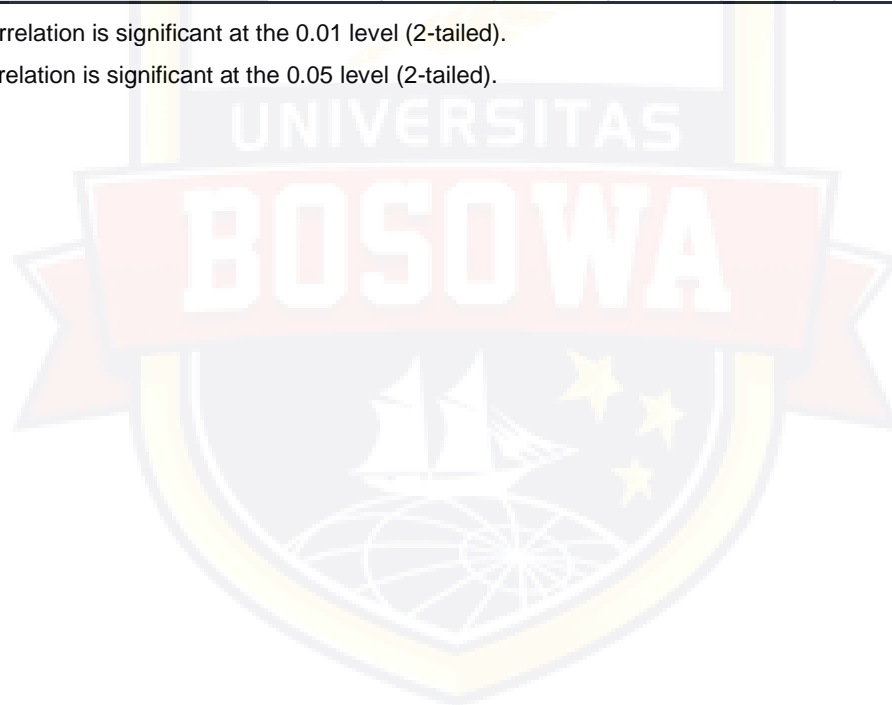 rrelation is significant at the 0.01 level (2-tailed).
relation is significant at the 0.05 level (2-tailed).
UNIVERSITAS
BOSOWA